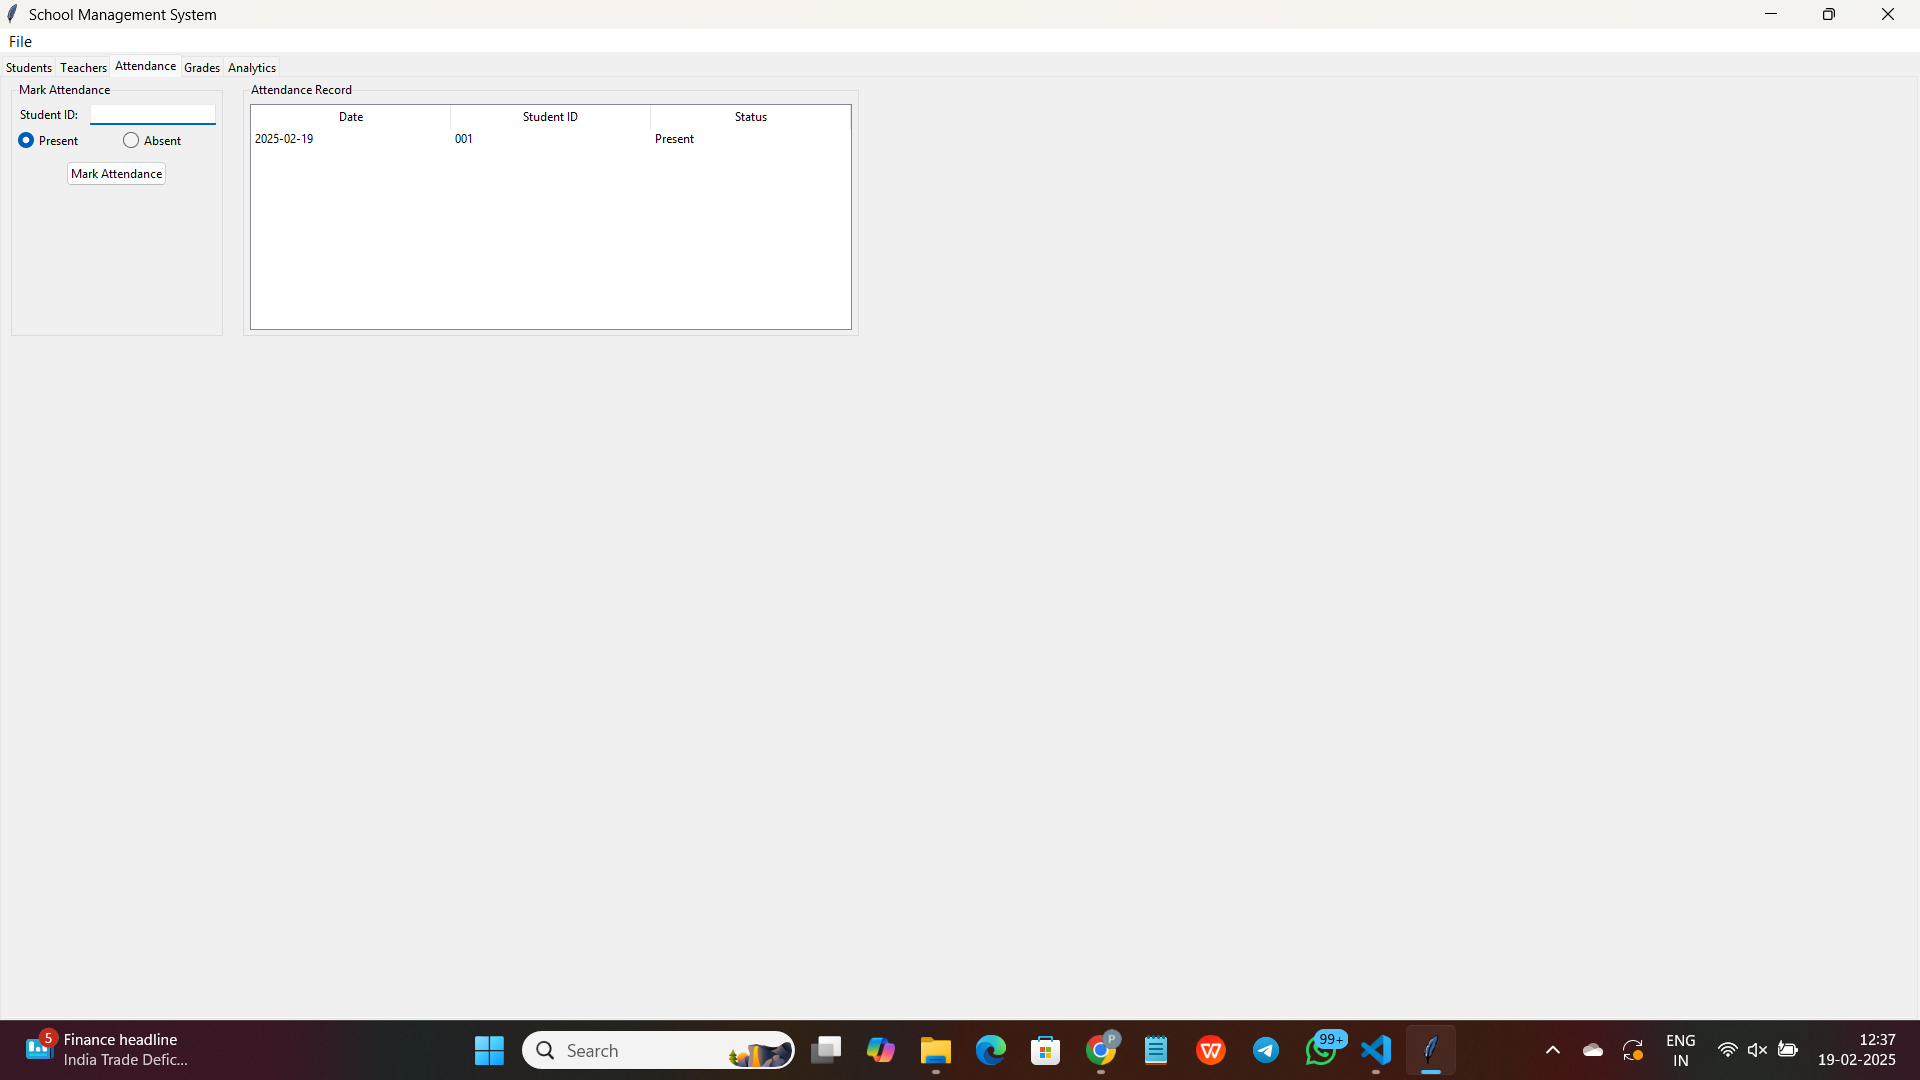 School Management System
File
Students Teachers Attendance Grades Analytics
Mark Attendance
Student ID:
Present Absent
Mark Attendance
Attendance Record
Date Student ID Status
2025-02-19 001 Present
5
Finance headline
India Trade Defic...
Search
P
W
99+
ENG
IN
12:37
19-02-2025